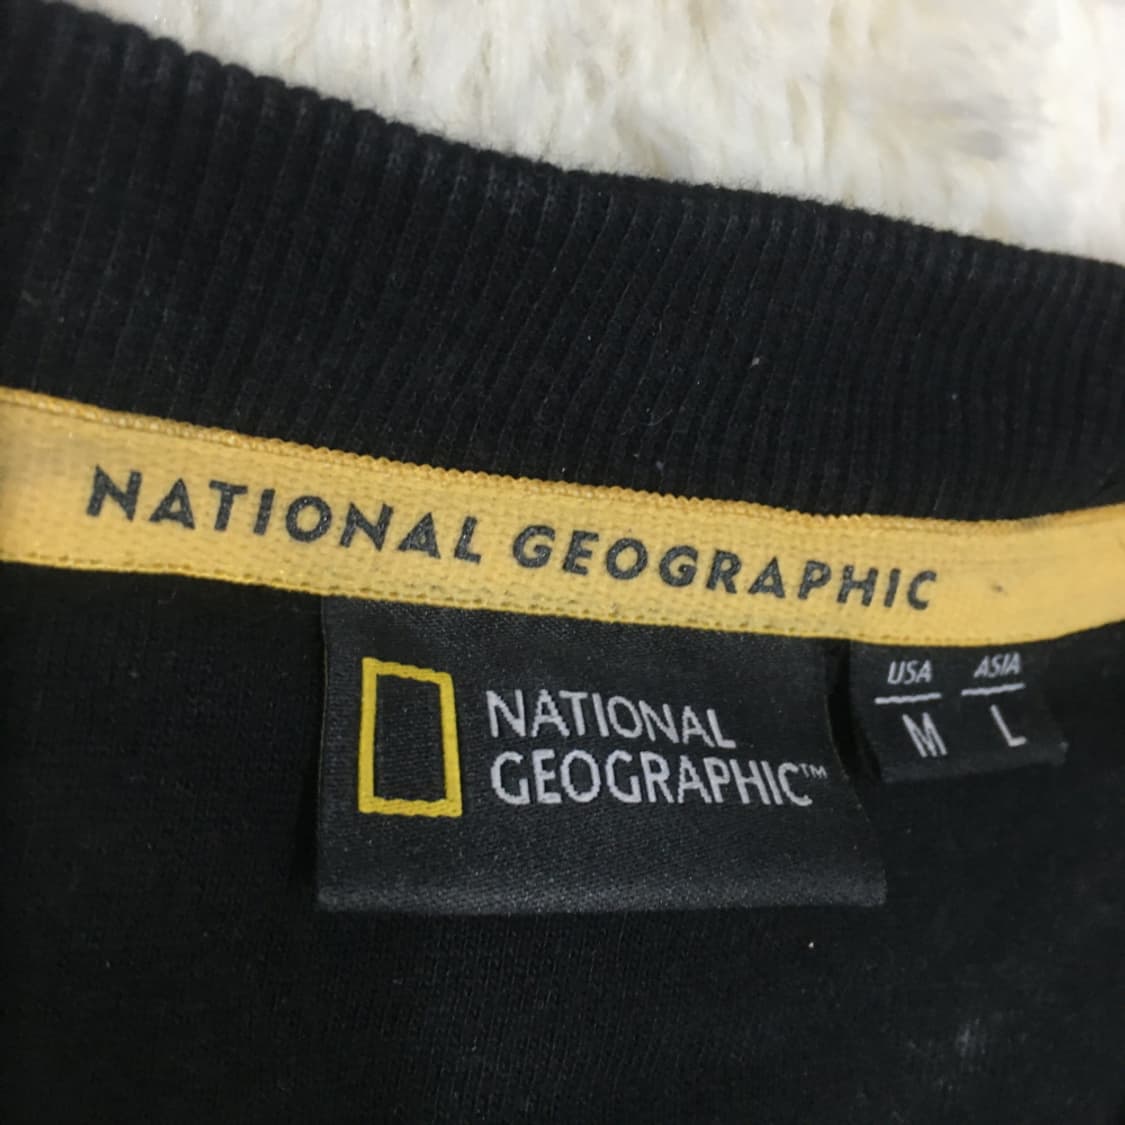 NATIONAL GEOGRAPHIC
NATIONAL
GEOGRAPHIC™
USA ASIA
M L